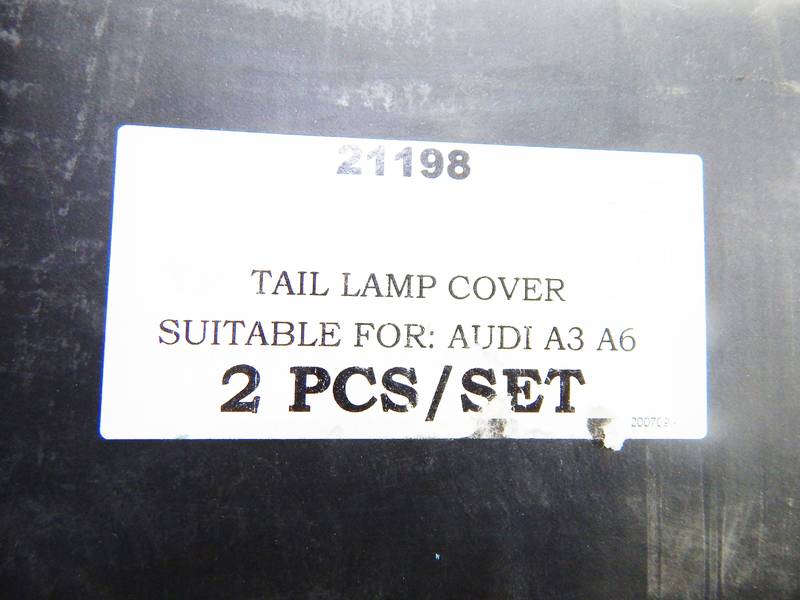 21198
TAIL LAMP COVER
SUITABLE FOR: AUDI A3 A6
2 PCS/SET